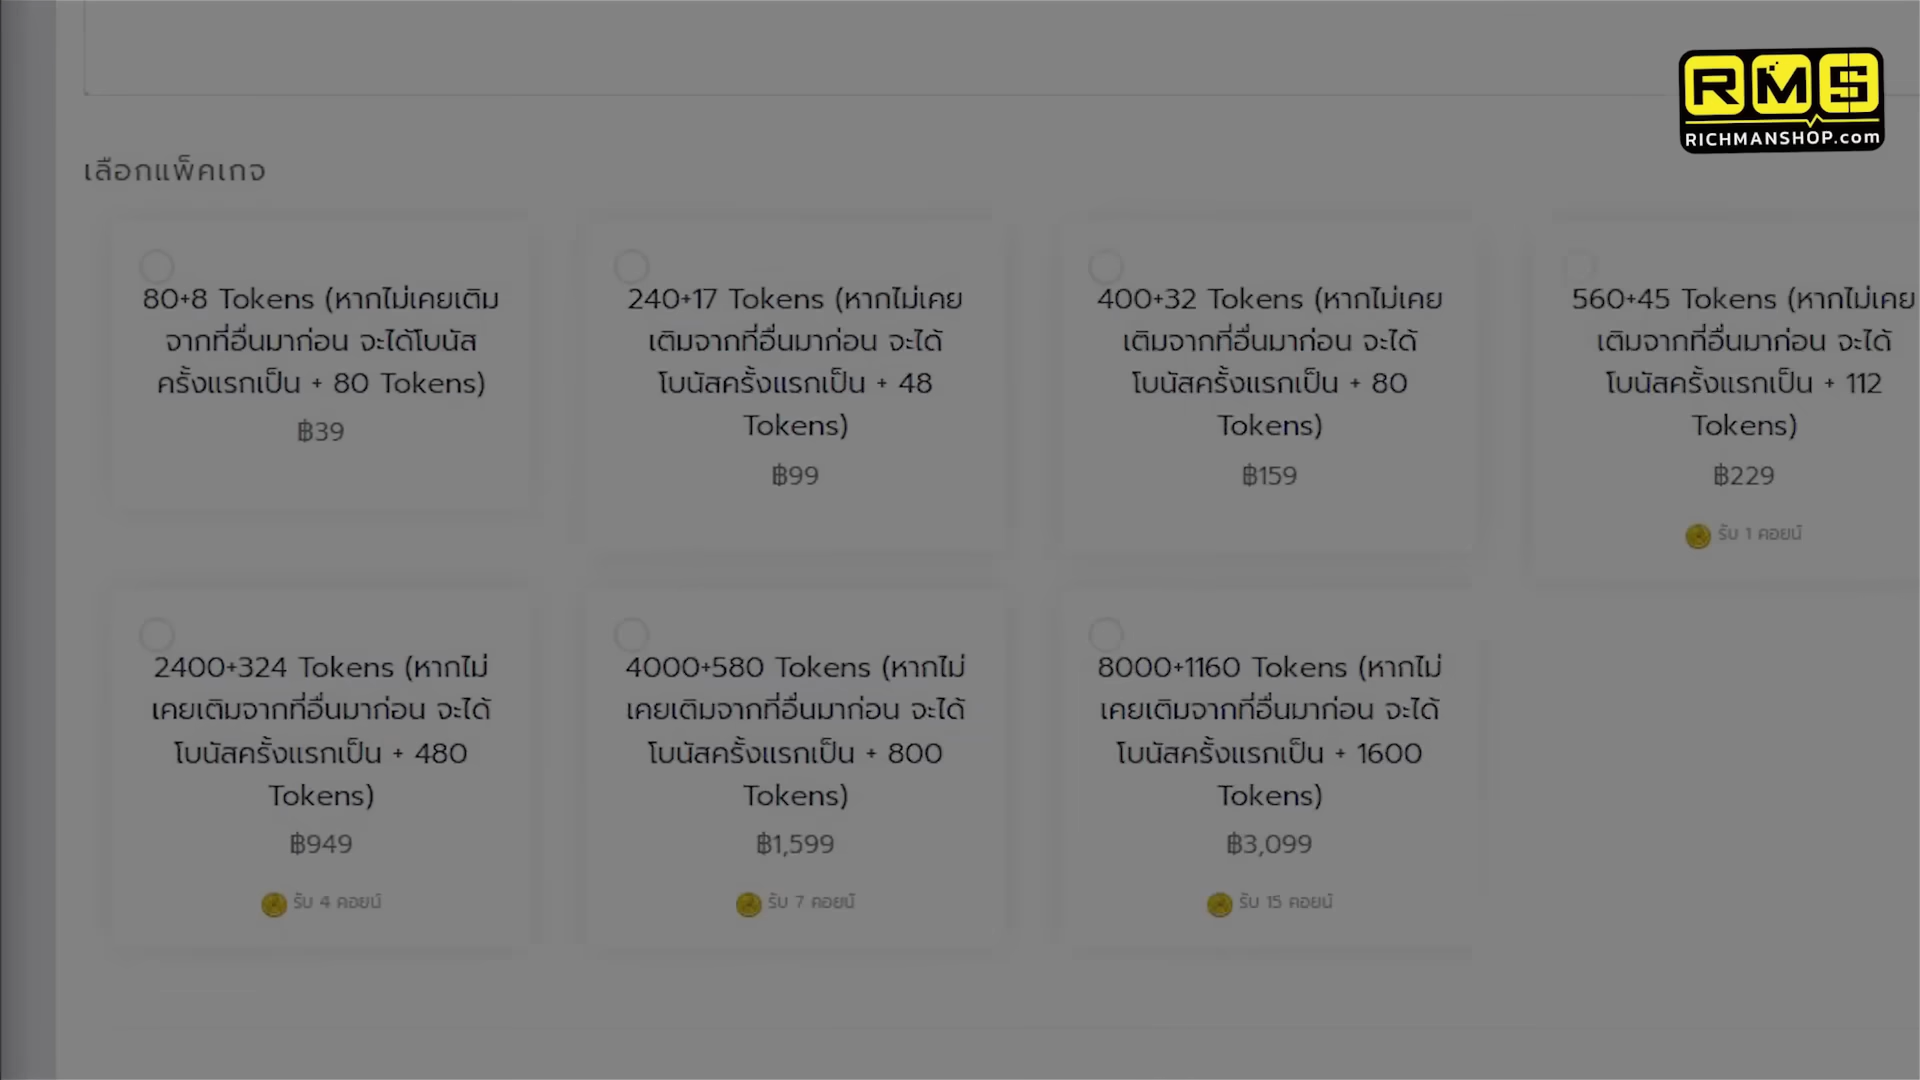 RMS
RICHMANSHOP.com
เลือกแพ็คเกจ
80+8 Tokens (หากไม่เคยเติม
จากที่อื่นมาก่อน จะได้โบนัส
ครั้งแรกเป็น + 80 Tokens)
฿39
240+17 Tokens (หากไม่เคย
เติมจากที่อื่นมาก่อน จะได้
โบนัสครั้งแรกเป็น + 48
Tokens)
฿99
400+32 Tokens (หากไม่เคย
เติมจากที่อื่นมาก่อน จะได้
โบนัสครั้งแรกเป็น + 80
Tokens)
฿159
560+45 Tokens (หากไม่เคย
เติมจากที่อื่นมาก่อน จะได้
โบนัสครั้งแรกเป็น + 112
Tokens)
฿229
รับ 1 คอยน์
2400+324 Tokens (หากไม่
เคยเติมจากที่อื่นมาก่อน จะได้
โบนัสครั้งแรกเป็น + 480
Tokens)
฿949
รับ 4 คอยน์
4000+580 Tokens (หากไม่
เคยเติมจากที่อื่นมาก่อน จะได้
โบนัสครั้งแรกเป็น + 800
Tokens)
฿1,599
รับ 7 คอยน์
8000+1160 Tokens (หากไม่
เคยเติมจากที่อื่นมาก่อน จะได้
โบนัสครั้งแรกเป็น + 1600
Tokens)
฿3,099
รับ 15 คอยน์